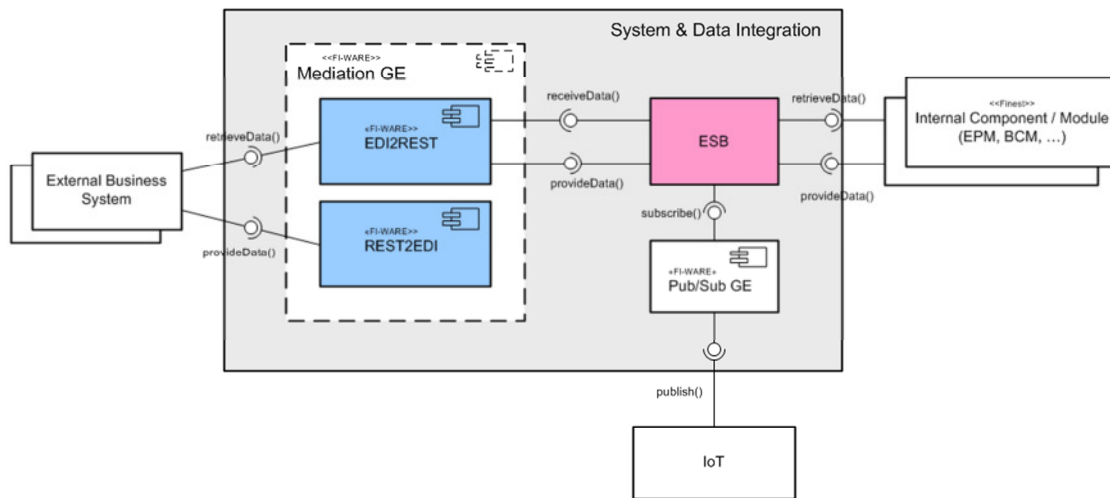 System & Data Integration
<<FI-WARE>>
Mediation GE
«FI-WARE>>
EDI2REST
«FI-WARE>>
REST2EDI
retrieveData()
provideData()
External Business
System
receiveData()
provideData()
ESB
subscribe()
«FI-WARE»
Pub/Sub GE
publish()
IoT
retrieveData()
provideData()
<<Finest>>
Internal Component / Module
(EPM, BCM, ...)